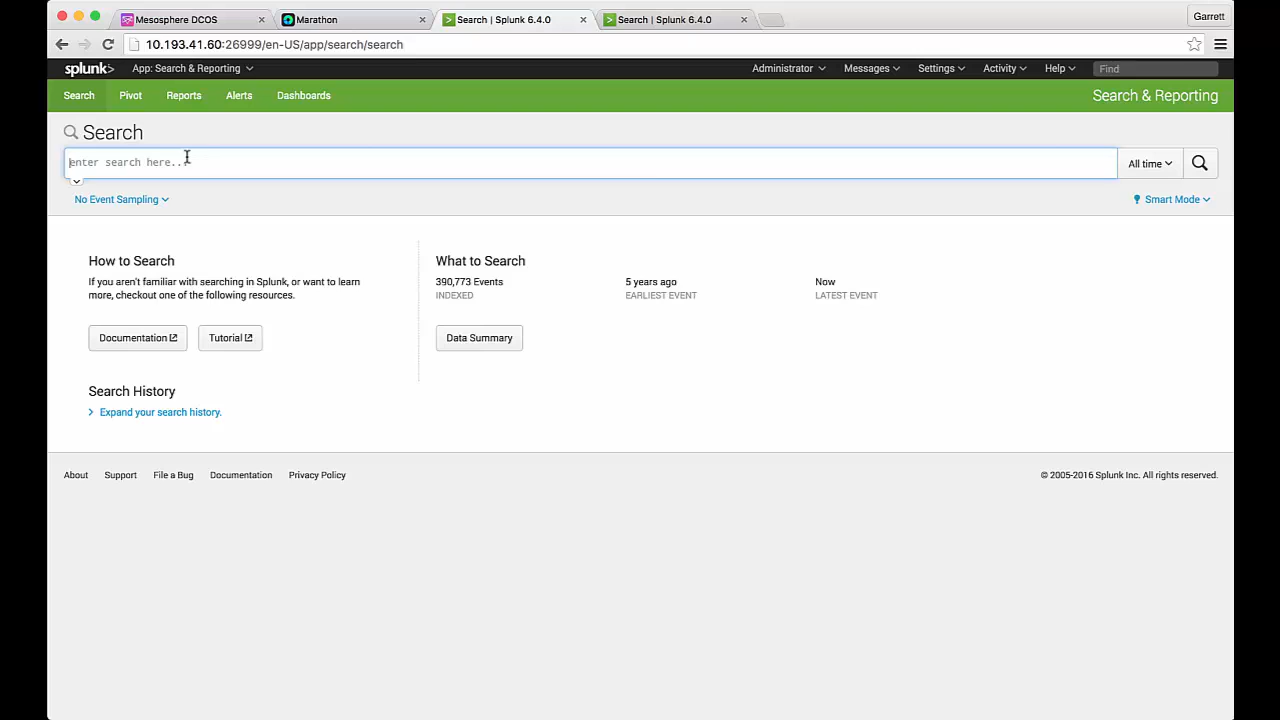 Mesosphere DCOS Marathon Search | Splunk 6.4.0 Search | Splunk 6.4.0 Garrett
10.193.41.60:26999/en-US/app/search/search
splunk> App: Search & Reporting Administrator Messages Settings Activity Help Find
Search Pivot Reports Alerts Dashboards Search & Reporting
Search
enter search here... All time
No Event Sampling Smart Mode
How to Search What to Search
If you aren't familiar with searching in Splunk, or want to learn 390,773 Events 5 years ago Now
more, checkout one of the following resources. INDEXED EARLIEST EVENT LATEST EVENT
Documentation Tutorial Data Summary
Search History
Expand your search history.
About Support File a Bug Documentation Privacy Policy © 2005-2016 Splunk Inc. All rights reserved.